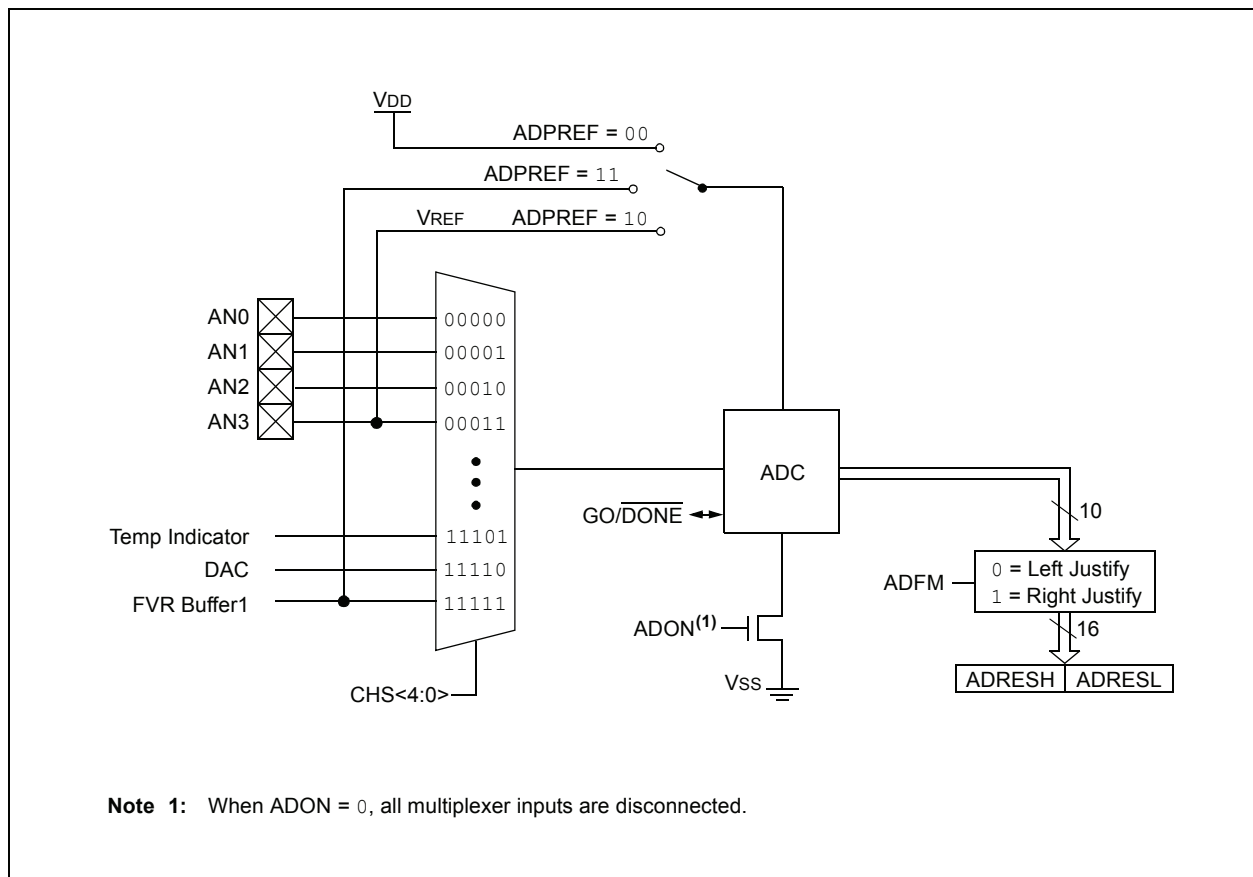 VDD
ADPREF = 00
ADPREF = 11
VREF ADPREF = 10
AN0
00000
AN1
00001
AN2
00010
AN3
00011
ADC
GO/DONE
10
Temp Indicator
11101
DAC
11110
FVR Buffer1
11111
ADFM
0 = Left Justify
1 = Right Justify
ADON(1)
16
CHS<4:0>
VSS
ADRESH ADRESL
Note 1: When ADON = 0, all multiplexer inputs are disconnected.